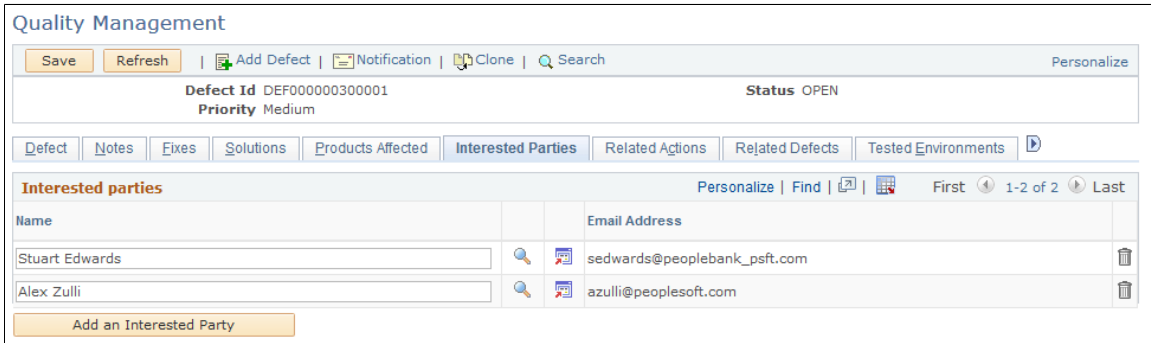 Quality Management
Save Refresh | Add Defect | Notification | Clone | Search Personalize
Defect Id DEF000000300001 Status OPEN
Priority Medium
Defect Notes Fixes Solutions Products Affected Interested Parties Related Actions Related Defects Tested Environments
Interested parties Personalize | Find | | First 1-2 of 2 Last
Name Email Address
Stuart Edwards sedwards@peoplebank_psft.com
Alex Zulli azulli@peoplesoft.com
Add an Interested Party